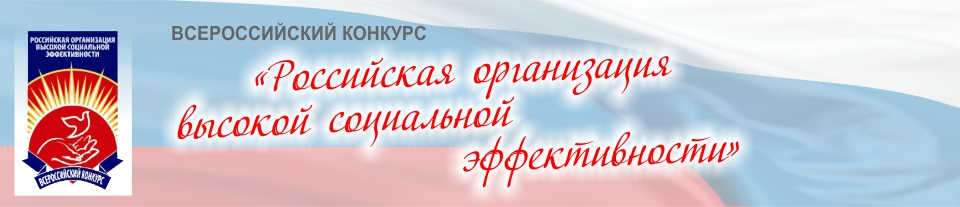 РОССИЙСКАЯ ОРГАНИЗАЦИЯ
ВЫСОКОЙ СОЦИАЛЬНОЙ
ЭФФЕКТИВНОСТИ
ВСЕРОССИЙСКИЙ КОНКУРС
ВСЕРОССИЙСКИЙ КОНКУРС
«Российская организация
высокой социальной
эффективности»